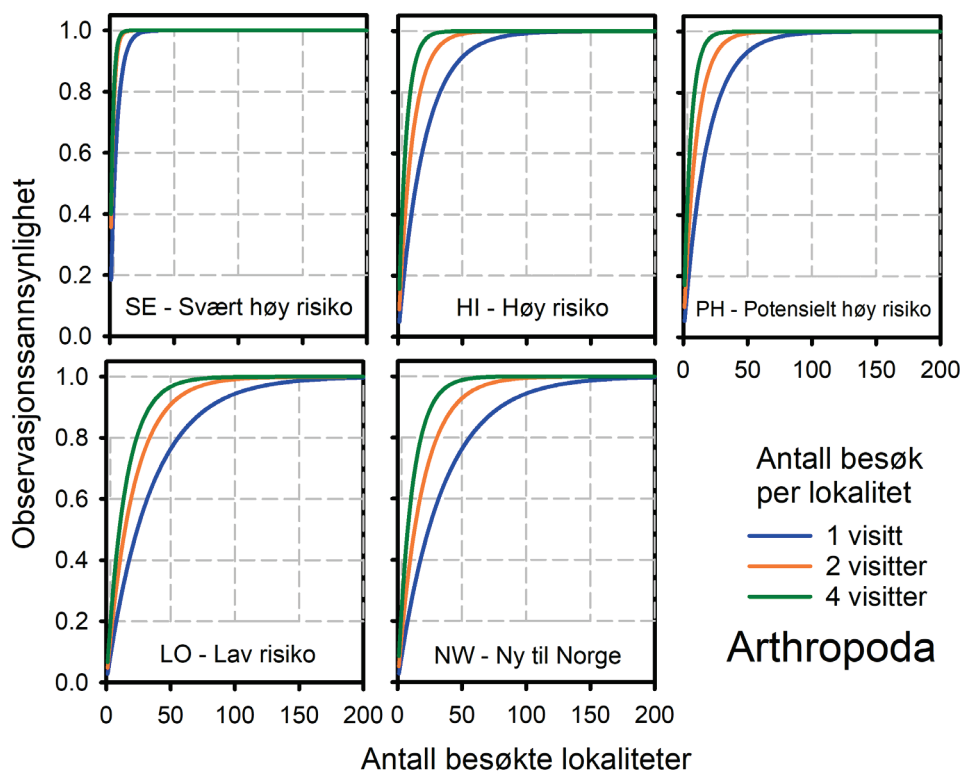 Observasjonssannsynlighet
1.0
0.8
0.6
0.4
0.2
0.0
SE - Svært høy risiko
HI - Høy risiko
PH - Potensielt høy risiko
0 50 100 150 200
1.0
0.8
0.6
0.4
0.2
0.0
LO - Lav risiko
NW - Ny til Norge
0 50 100 150 200
0 50 100 150 200
Antall besøkte lokaliteter
Antall besøk
per lokalitet
1 visitt
2 visitter
4 visitter
Arthropoda